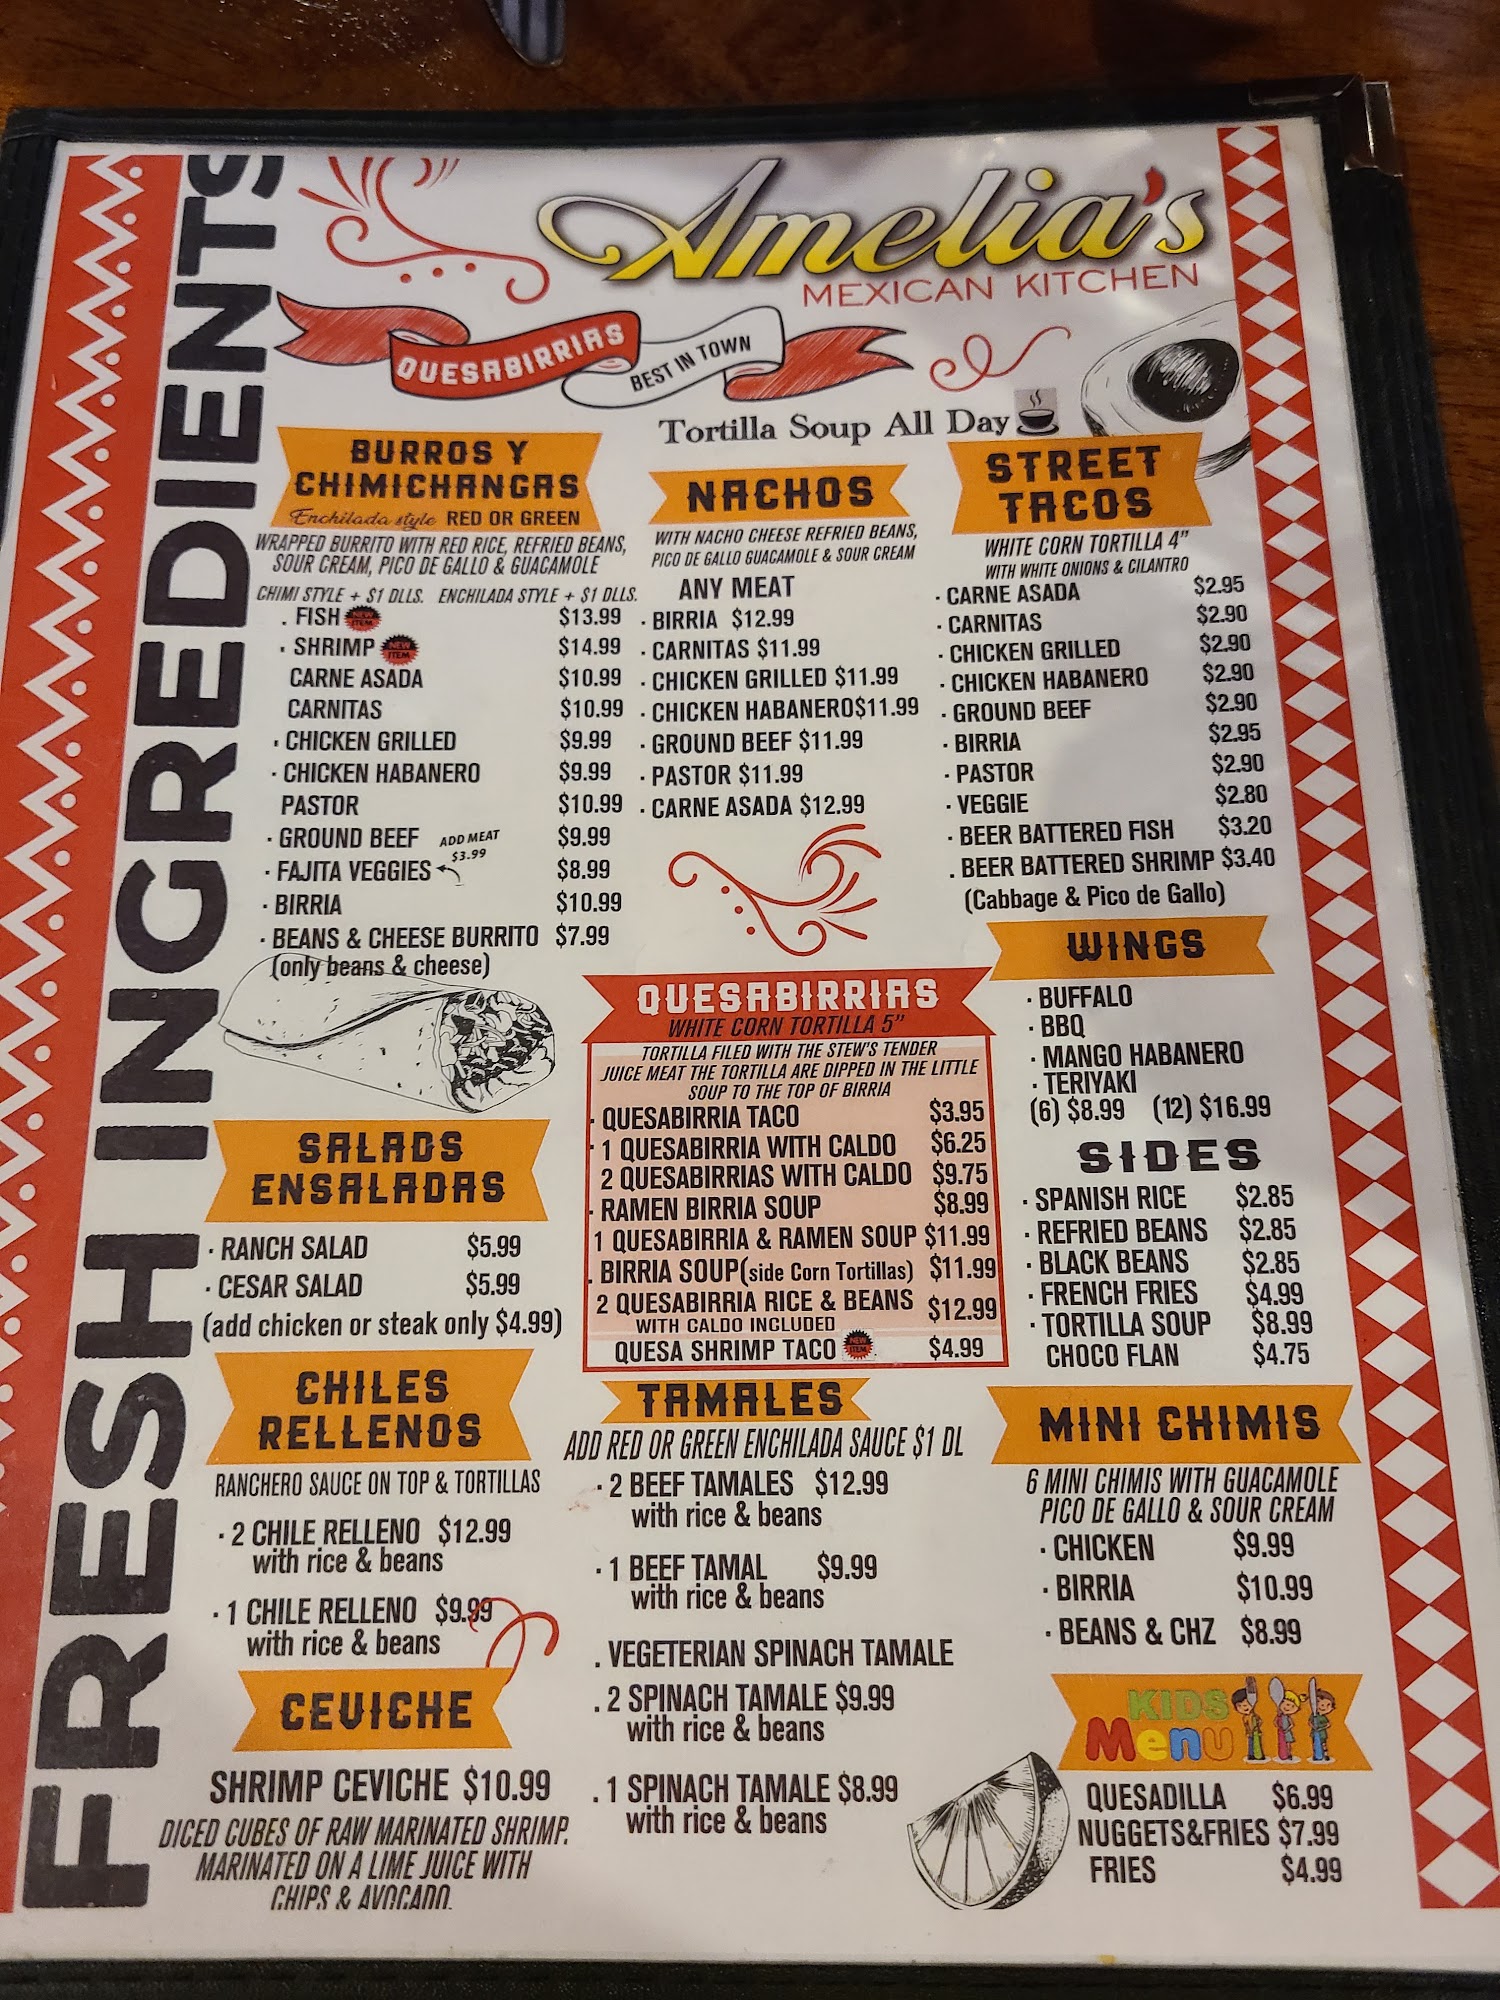 FRESH INGREDIENTS
Amelia's
MEXICAN KITCHEN
QUESABIRRIAS
BEST IN TOWN
Tortilla Soup All Day
BURROS Y
CHIMICHANGAS
Enchilada style RED OR GREEN
WRAPPED BURRITO WITH RED RICE, REFRIED BEANS,
SOUR CREAM, PICO DE GALLO & GUACAMOLE
CHIMI STYLE + $1 DLLS. ENCHILADA STYLE + $1 DLLS.
. FISH NEW ITEM $13.99
· SHRIMP NEW ITEM $14.99
CARNE ASADA $10.99
CARNITAS $10.99
· CHICKEN GRILLED $9.99
· CHICKEN HABANERO $9.99
PASTOR $10.99
· GROUND BEEF $9.99
ADD MEAT
$3.99
· FAJITA VEGGIES $8.99
· BIRRIA $10.99
· BEANS & CHEESE BURRITO $7.99
(only beans & cheese)
SALADS
ENSALADAS
· RANCH SALAD $5.99
· CESAR SALAD $5.99
(add chicken or steak only $4.99)
CHILES
RELLENOS
RANCHERO SAUCE ON TOP & TORTILLAS
· 2 CHILE RELLENO $12.99
with rice & beans
· 1 CHILE RELLENO $9.99
with rice & beans
CEVICHE
SHRIMP CEVICHE $10.99
DICED CUBES OF RAW MARINATED SHRIMP.
MARINATED ON A LIME JUICE WITH
CHIPS & AVOCADO.
NACHOS
WITH NACHO CHEESE REFRIED BEANS,
PICO DE GALLO GUACAMOLE & SOUR CREAM
ANY MEAT
· BIRRIA $12.99
· CARNITAS $11.99
· CHICKEN GRILLED $11.99
· CHICKEN HABANERO$11.99
· GROUND BEEF $11.99
· PASTOR $11.99
· CARNE ASADA $12.99
QUESABIRRIAS
WHITE CORN TORTILLA 5"
TORTILLA FILED WITH THE STEW'S TENDER
JUICE MEAT THE TORTILLA ARE DIPPED IN THE LITTLE
SOUP TO THE TOP OF BIRRIA
· QUESABIRRIA TACO $3.95
· 1 QUESABIRRIA WITH CALDO $6.25
2 QUESABIRRIAS WITH CALDO $9.75
· RAMEN BIRRIA SOUP $8.99
1 QUESABIRRIA & RAMEN SOUP $11.99
. BIRRIA SOUP(side Corn Tortillas) $11.99
2 QUESABIRRIA RICE & BEANS $12.99
WITH CALDO INCLUDED
QUESA SHRIMP TACO NEW ITEM $4.99
TAMALES
ADD RED OR GREEN ENCHILADA SAUCE $1 DL
· 2 BEEF TAMALES $12.99
with rice & beans
· 1 BEEF TAMAL $9.99
with rice & beans
. VEGETERIAN SPINACH TAMALE
. 2 SPINACH TAMALE $9.99
with rice & beans
. 1 SPINACH TAMALE $8.99
with rice & beans
STREET
TACOS
WHITE CORN TORTILLA 4"
WITH WHITE ONIONS & CILANTRO
· CARNE ASADA $2.95
· CARNITAS $2.90
· CHICKEN GRILLED $2.90
· CHICKEN HABANERO $2.90
· GROUND BEEF $2.90
· BIRRIA $2.95
· PASTOR $2.90
· VEGGIE $2.80
· BEER BATTERED FISH $3.20
. BEER BATTERED SHRIMP $3.40
(Cabbage & Pico de Gallo)
WINGS
· BUFFALO
· BBQ
· MANGO HABANERO
· TERIYAKI
(6) $8.99 (12) $16.99
SIDES
· SPANISH RICE $2.85
· REFRIED BEANS $2.85
· BLACK BEANS $2.85
· FRENCH FRIES $4.99
· TORTILLA SOUP $8.99
CHOCO FLAN $4.75
MINI CHIMIS
6 MINI CHIMIS WITH GUACAMOLE
PICO DE GALLO & SOUR CREAM
· CHICKEN $9.99
· BIRRIA $10.99
· BEANS & CHZ $8.99
KIDS
Menu
QUESADILLA $6.99
NUGGETS&FRIES $7.99
FRIES $4.99